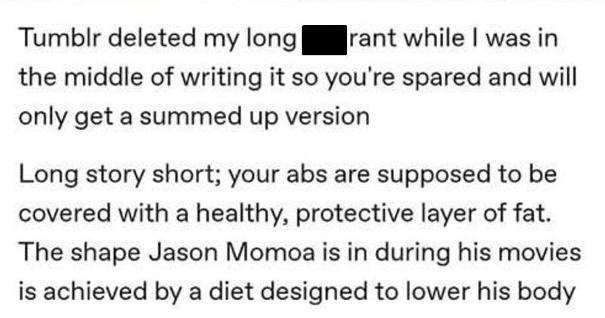 Tumblr deleted my long rant while I was in
the middle of writing it so you're spared and will
only get a summed up version
Long story short; your abs are supposed to be
covered with a healthy, protective layer of fat.
The shape Jason Momoa is in during his movies
is achieved by a diet designed to lower his body